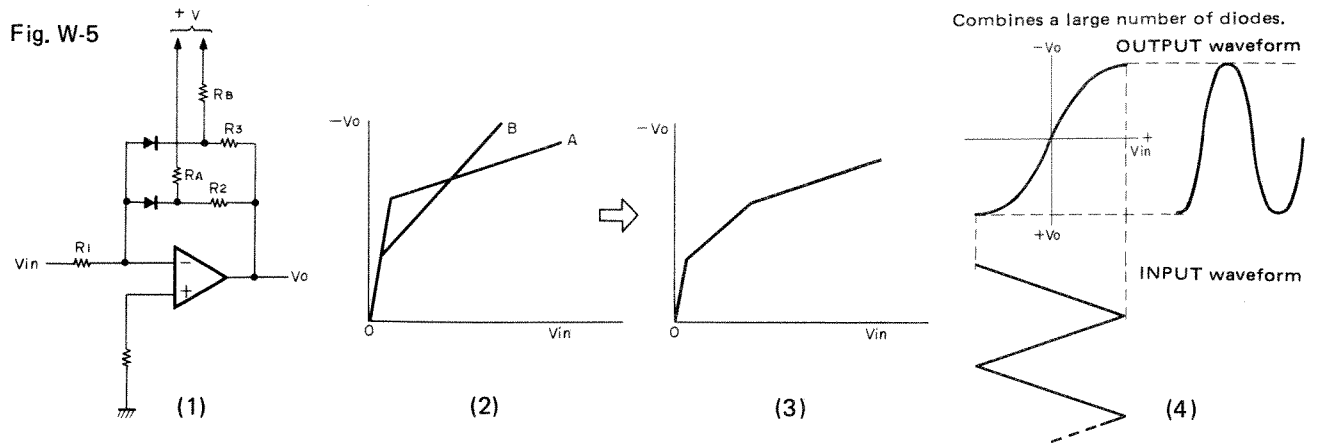 Fig. W-5
+ V
RB
R3
RA
R2
R1
Vin
−
+
Vo
(1)
−Vo
B
A
0
Vin
(2)
−Vo
0
Vin
(3)
Combines a large number of diodes.
−Vo
OUTPUT waveform
+
Vin
+Vo
INPUT waveform
(4)